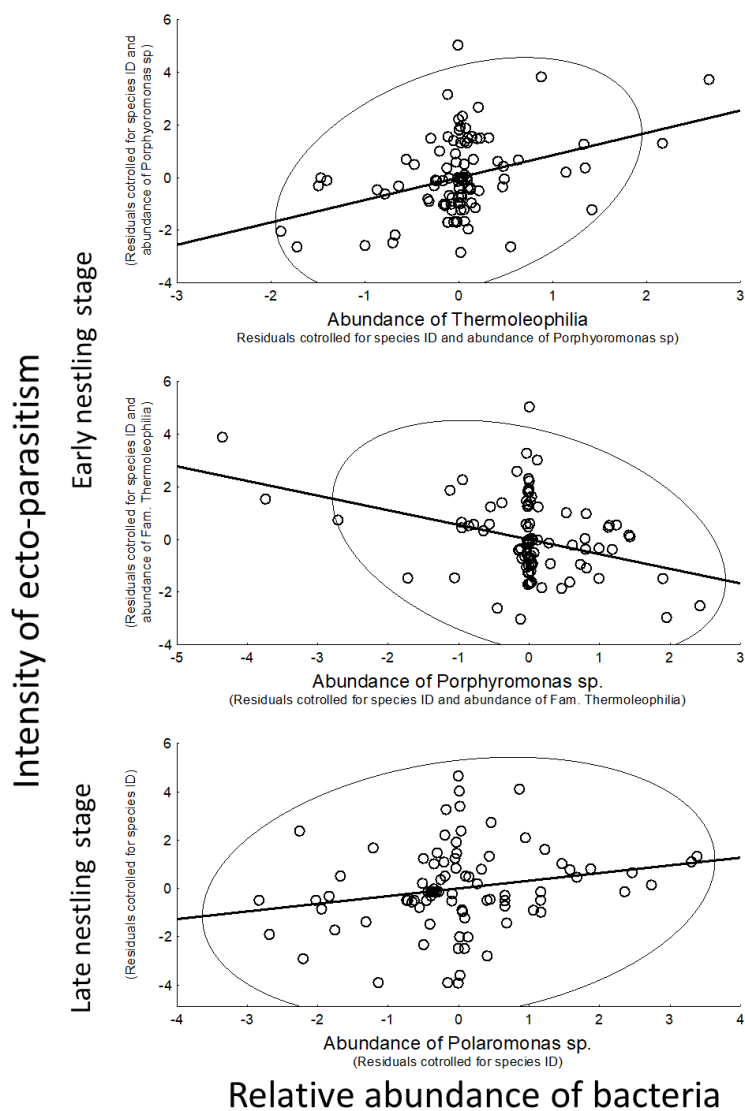 Intensity of ecto-parasitism
Early nestling stage
(Residuals cotrolled for species ID and
abundance of Porphyoromonas sp)
6
4
2
0
-2
-4
-3
-2
-1
0
1
2
3
Abundance of Thermoleophilia
Residuals cotrolled for species ID and abundance of Porphyoromonas sp)
(Residuals cotrolled for species ID and
abundance of Fam. Thermoleophilia)
6
4
2
0
-2
-4
-5
-4
-3
-2
-1
0
1
2
3
Abundance of Porphyromonas sp.
(Residuals cotrolled for species ID and abundance of Fam. Thermoleophilia)
Late nestling stage
(Residuals cotrolled for species ID)
6
4
2
0
-2
-4
-4
-3
-2
-1
0
1
2
3
4
Abundance of Polaromonas sp.
(Residuals cotrolled for species ID)
Relative abundance of bacteria